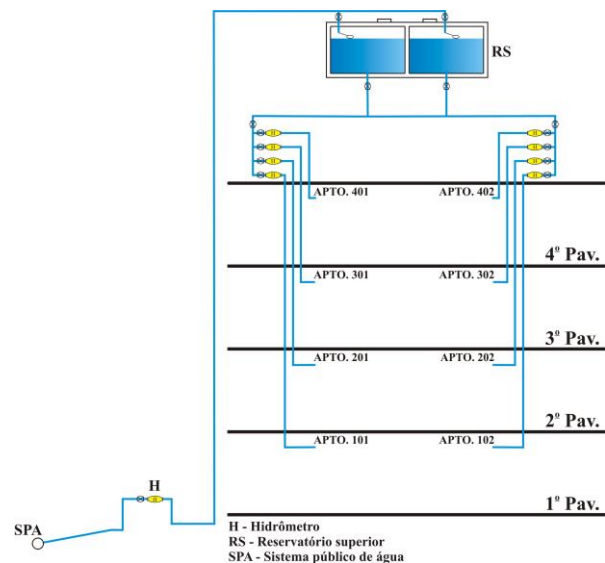 RS
APTO. 401
APTO. 402
4º Pav.
APTO. 301
APTO. 302
3º Pav.
APTO. 201
APTO. 202
2º Pav.
APTO. 101
APTO. 102
H
1º Pav.
SPA
H - Hidrômetro
RS - Reservatório superior
SPA - Sistema público de água